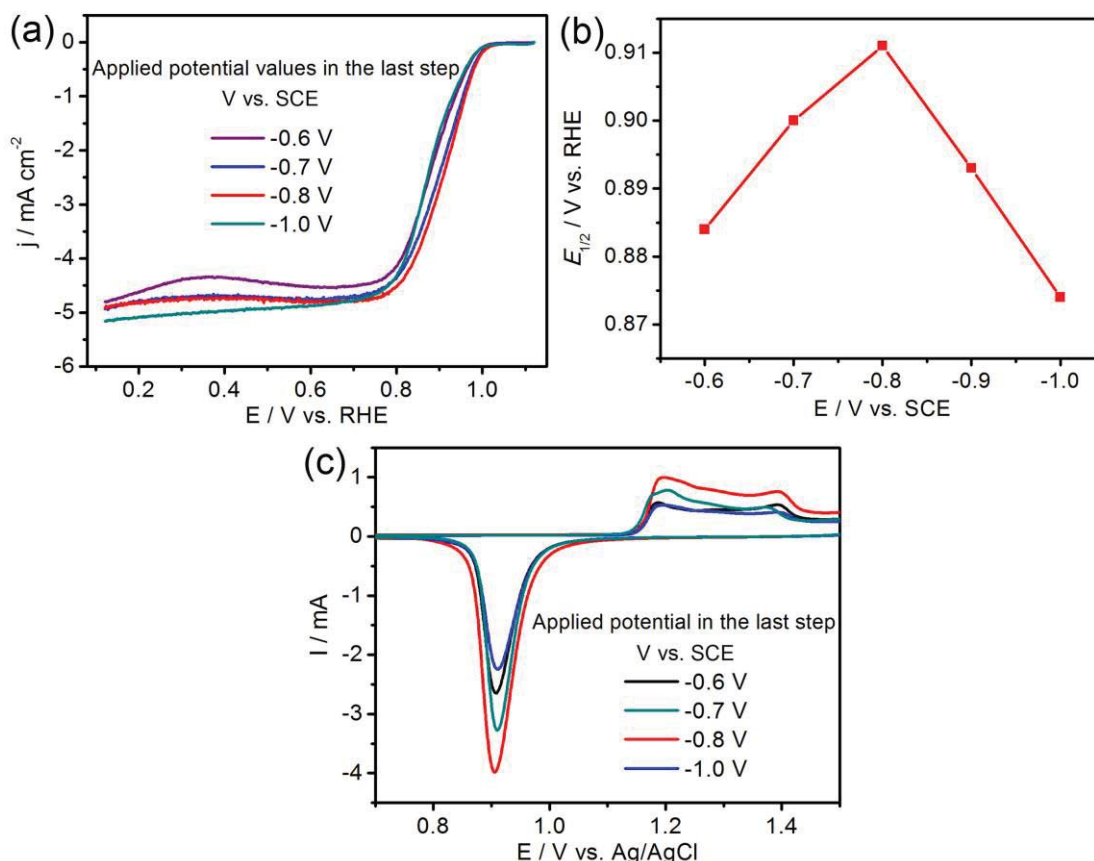 (a)
0
-1
-2
-3
-4
-5
-6
j / mA cm-2
Applied potential values in the last step
V vs. SCE
-0.6 V
-0.7 V
-0.8 V
-1.0 V
0.2 0.4 0.6 0.8 1.0
E / V vs. RHE
(b)
0.91
0.90
0.89
0.88
0.87
E1/2 / V vs. RHE
-0.6 -0.7 -0.8 -0.9 -1.0
E / V vs. SCE
(c)
1
0
-1
-2
-3
-4
I / mA
Applied potential in the last step
V vs. SCE
-0.6 V
-0.7 V
-0.8 V
-1.0 V
0.8 1.0 1.2 1.4
E / V vs. Ag/AgCl